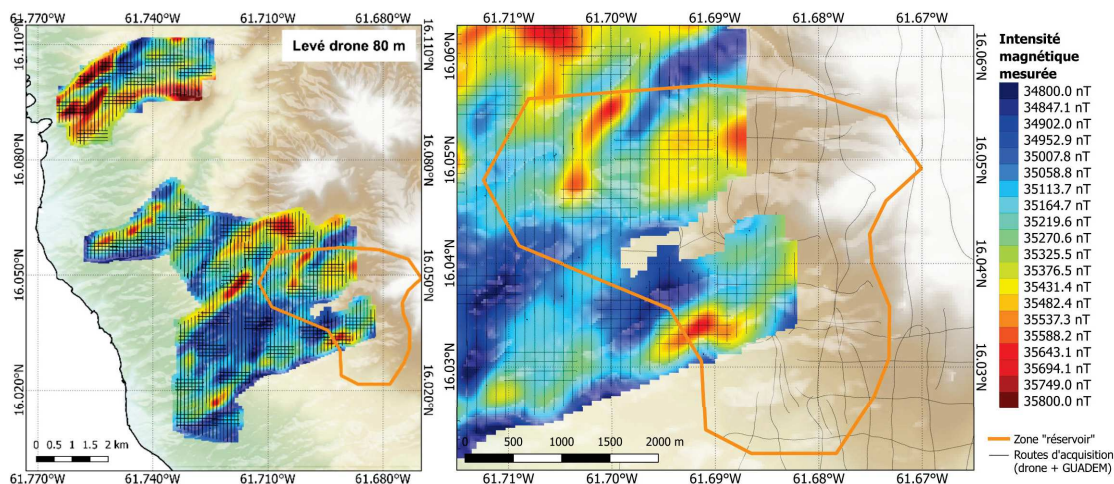 61.770°W 61.740°W 61.710°W 61.680°W
61.71°W 61.70°W 61.69°W 61.68°W 61.67°W
Levé drone 80 m
16.110°N 16.110°N
16.080°N 16.080°N
16.050°N 16.050°N
16.020°N 16.020°N
0 0.5 1 1.5 2 km
61.770°W 61.740°W 61.710°W 61.680°W
16.06°N 16.06°N
16.05°N 16.05°N
16.04°N 16.04°N
16.03°N 16.03°N
0 500 1000 1500 2000 m
61.71°W 61.70°W 61.69°W 61.68°W 61.67°W
Intensité
magnétique
mesurée
34800.0 nT
34847.1 nT
34902.0 nT
34952.9 nT
35007.8 nT
35058.8 nT
35113.7 nT
35164.7 nT
35219.6 nT
35270.6 nT
35325.5 nT
35376.5 nT
35431.4 nT
35482.4 nT
35537.3 nT
35588.2 nT
35643.1 nT
35694.1 nT
35749.0 nT
35800.0 nT
Zone "réservoir"
Routes d'acquisition
(drone + GUADEM)